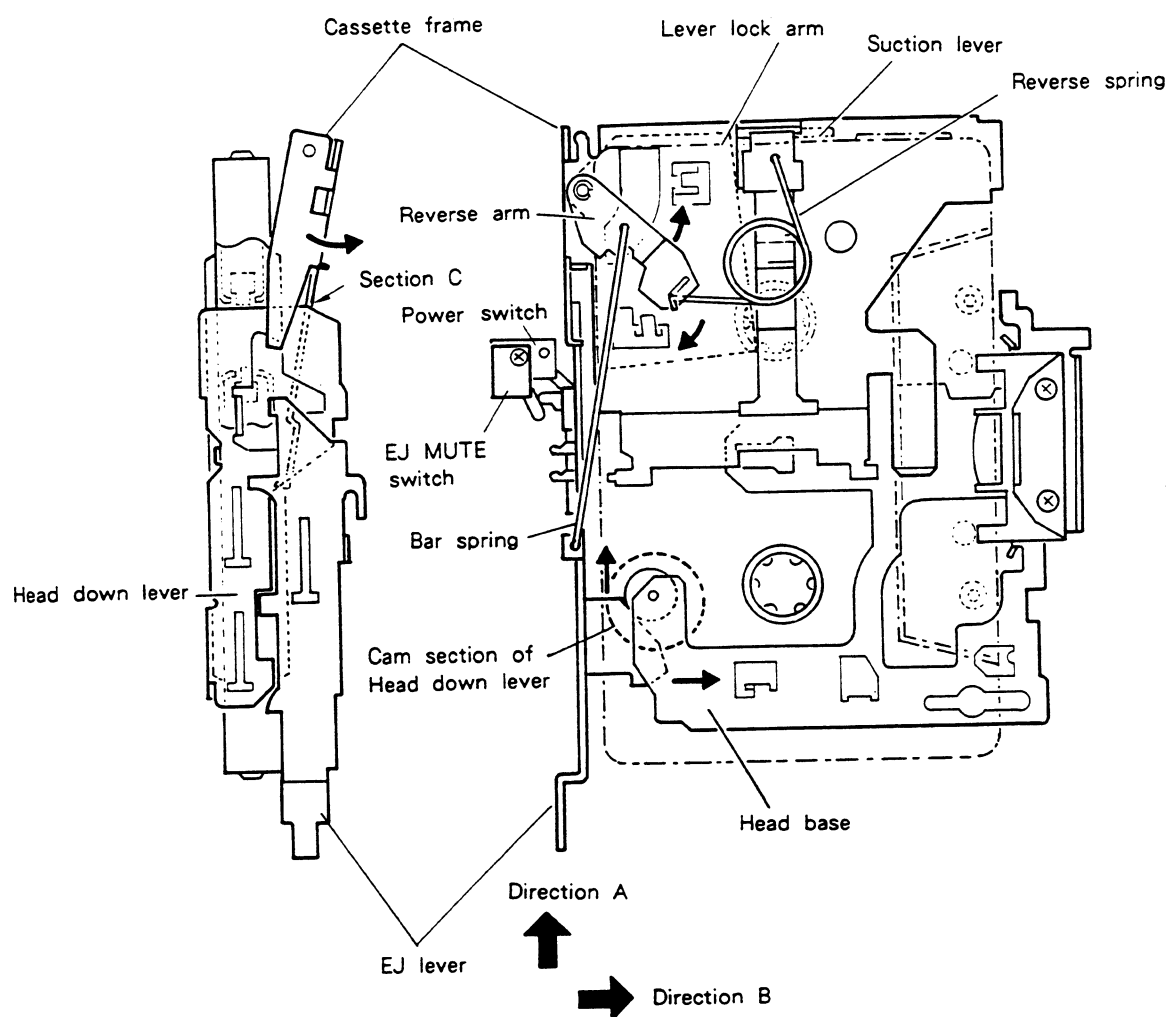 Cassette frame
Lever lock arm
Suction lever
Reverse spring
Reverse arm
Section C
Power switch
EJ MUTE
switch
Bar spring
Head down lever
Cam section of
Head down lever
Head base
Direction A
EJ lever
Direction B